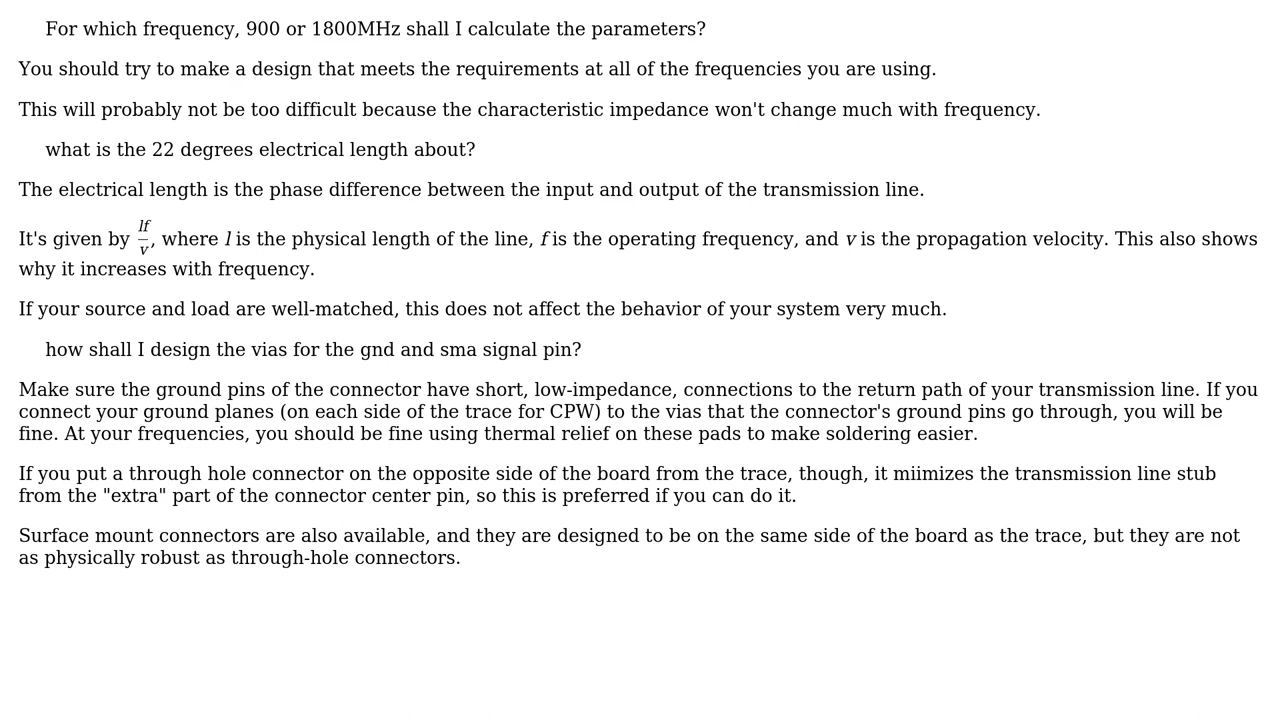 For which frequency, 900 or 1800MHz shall I calculate the parameters?
You should try to make a design that meets the requirements at all of the frequencies you are using.
This will probably not be too difficult because the characteristic impedance won't change much with frequency.
what is the 22 degrees electrical length about?
The electrical length is the phase difference between the input and output of the transmission line.
It's given by lf/v, where l is the physical length of the line, f is the operating frequency, and v is the propagation velocity. This also shows
why it increases with frequency.
If your source and load are well-matched, this does not affect the behavior of your system very much.
how shall I design the vias for the gnd and sma signal pin?
Make sure the ground pins of the connector have short, low-impedance, connections to the return path of your transmission line. If you
connect your ground planes (on each side of the trace for CPW) to the vias that the connector's ground pins go through, you will be
fine. At your frequencies, you should be fine using thermal relief on these pads to make soldering easier.
If you put a through hole connector on the opposite side of the board from the trace, though, it miimizes the transmission line stub
from the "extra" part of the connector center pin, so this is preferred if you can do it.
Surface mount connectors are also available, and they are designed to be on the same side of the board as the trace, but they are not
as physically robust as through-hole connectors.